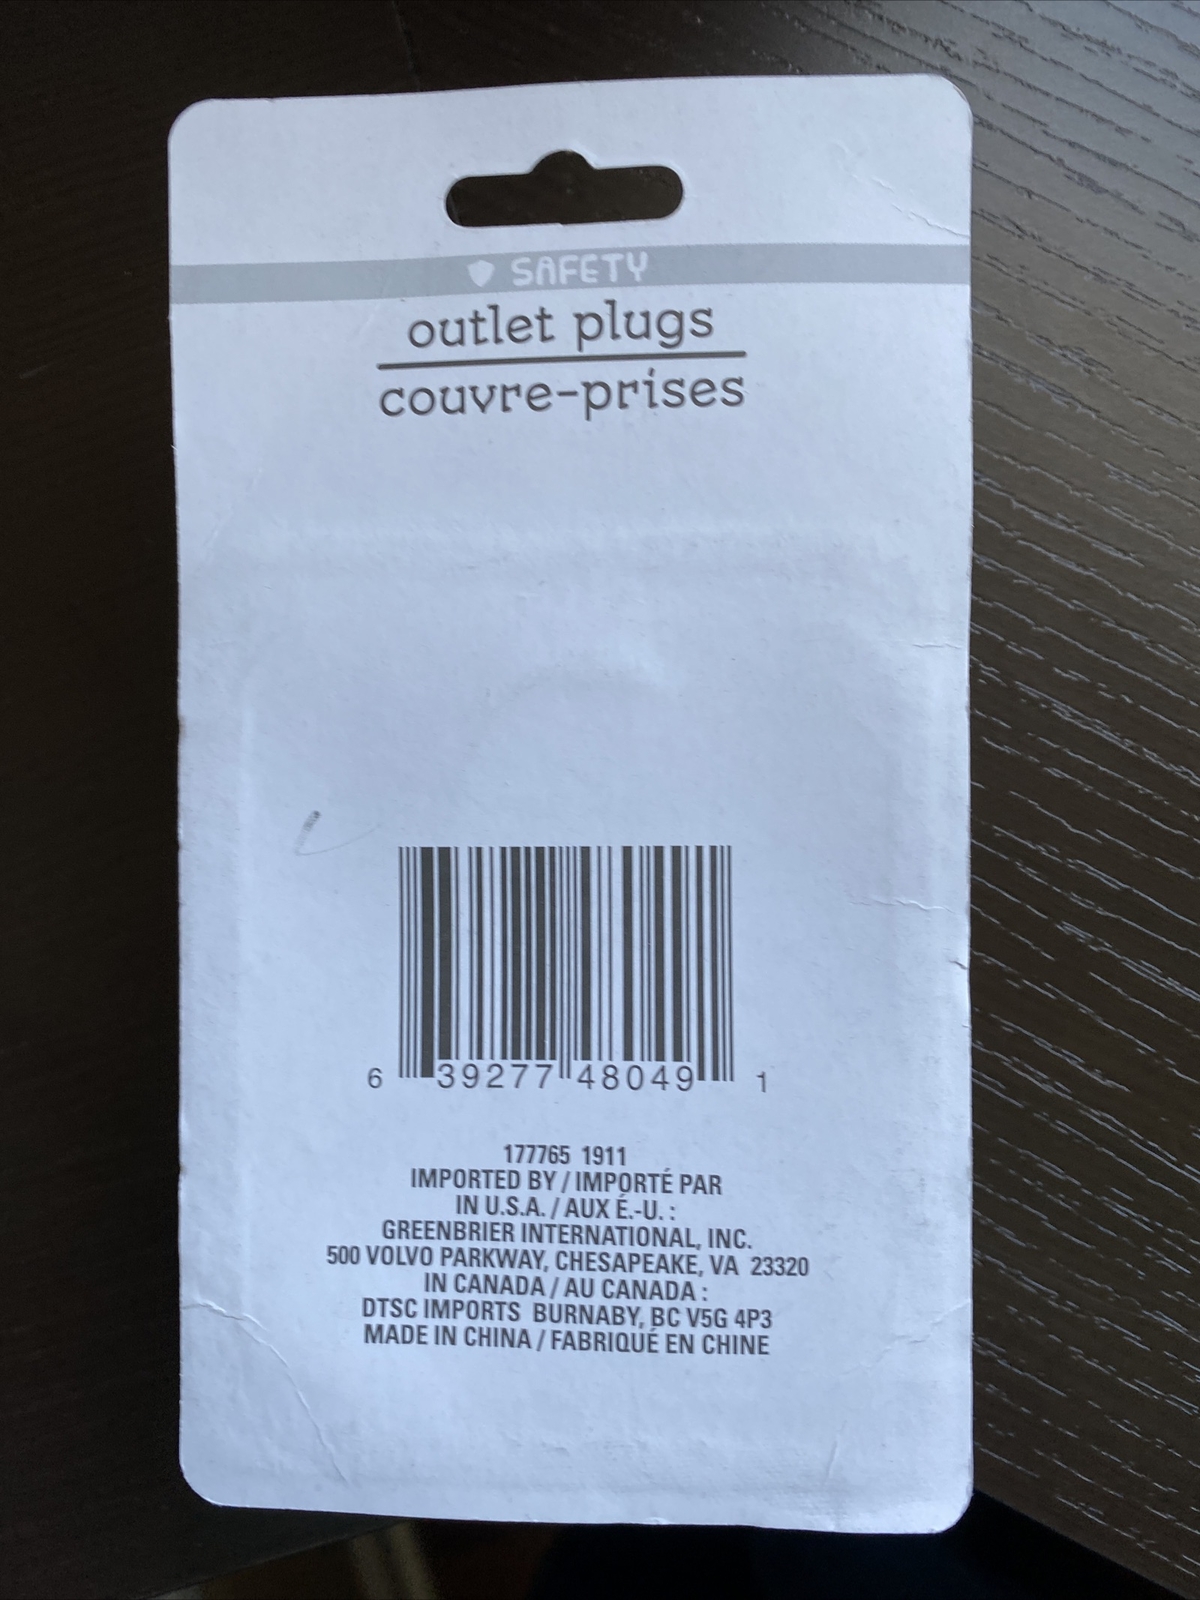 SAFETY
outlet plugs
couvre-prises
6 39277 48049 1
177765 1911
IMPORTED BY / IMPORTÉ PAR
IN U.S.A. / AUX É.-U. :
GREENBRIER INTERNATIONAL, INC.
500 VOLVO PARKWAY, CHESAPEAKE, VA 23320
IN CANADA / AU CANADA :
DTSC IMPORTS BURNABY, BC V5G 4P3
MADE IN CHINA / FABRIQUÉ EN CHINE